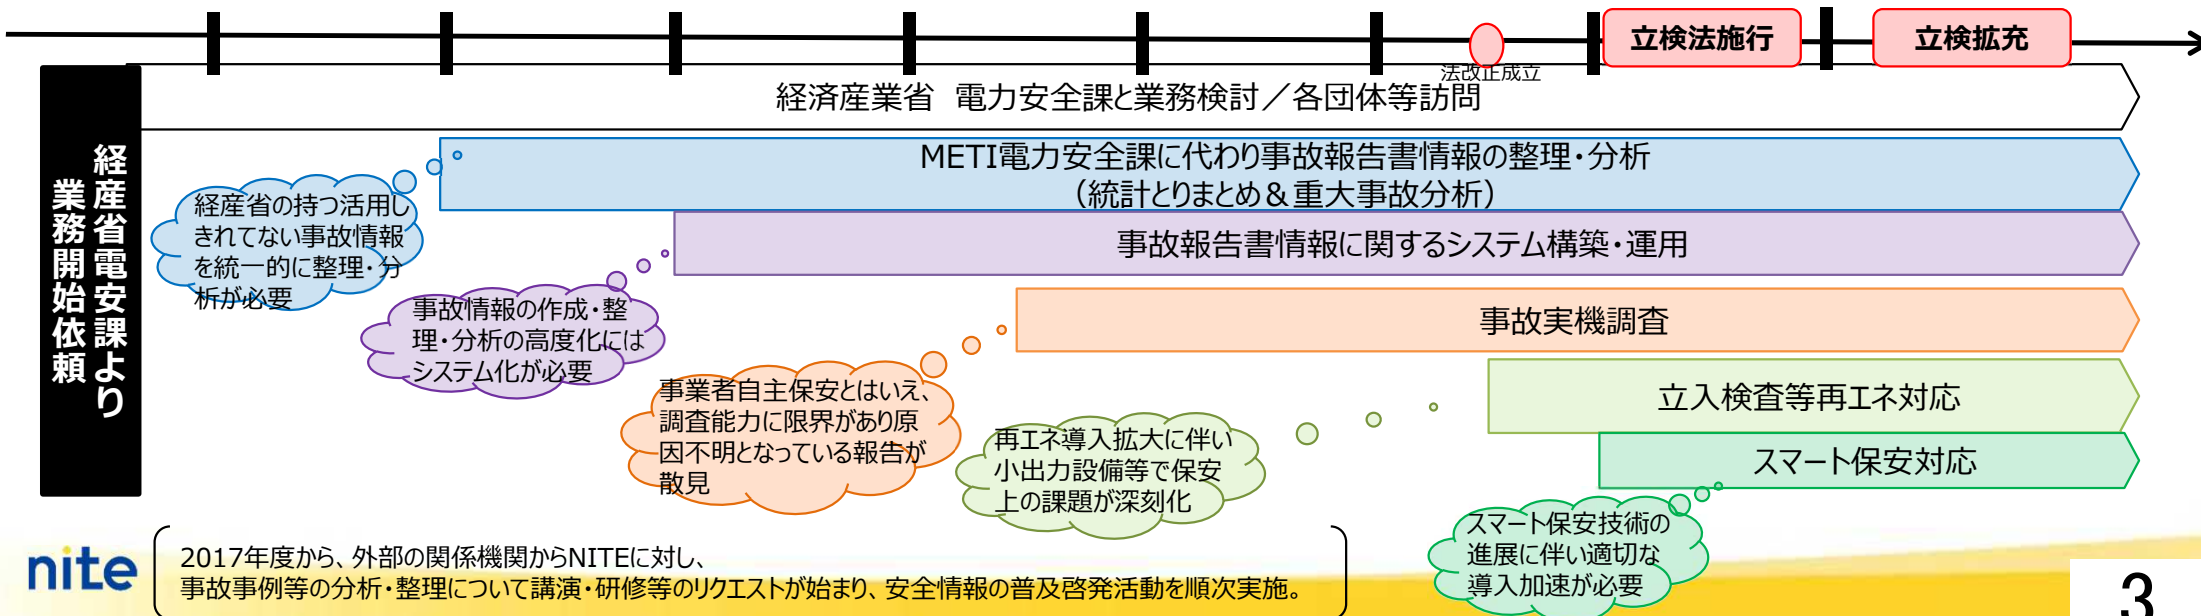 立検法施行
立検拡充
法改正成立
経済産業省　電力安全課と業務検討／各団体等訪問
経産省電安課より
業務開始依頼
METI電力安全課に代わり事故報告書情報の整理・分析
（統計とりまとめ＆重大事故分析）
経産省の持つ活用し
きれてない事故情報
を統一的に整理・分
析が必要
事故報告書情報に関するシステム構築・運用
事故情報の作成・整
理・分析の高度化には
システム化が必要
事故実機調査
事業者自主保安とはいえ、
調査能力に限界があり原
因不明となっている報告が
散見
立入検査等再エネ対応
再エネ導入拡大に伴い
小出力設備等で保安
上の課題が深刻化
スマート保安対応
スマート保安技術の
進展に伴い適切な
導入加速が必要
nite
2017年度から、外部の関係機関からNITEに対し、
事故事例等の分析・整理について講演・研修等のリクエストが始まり、安全情報の普及啓発活動を順次実施。
3